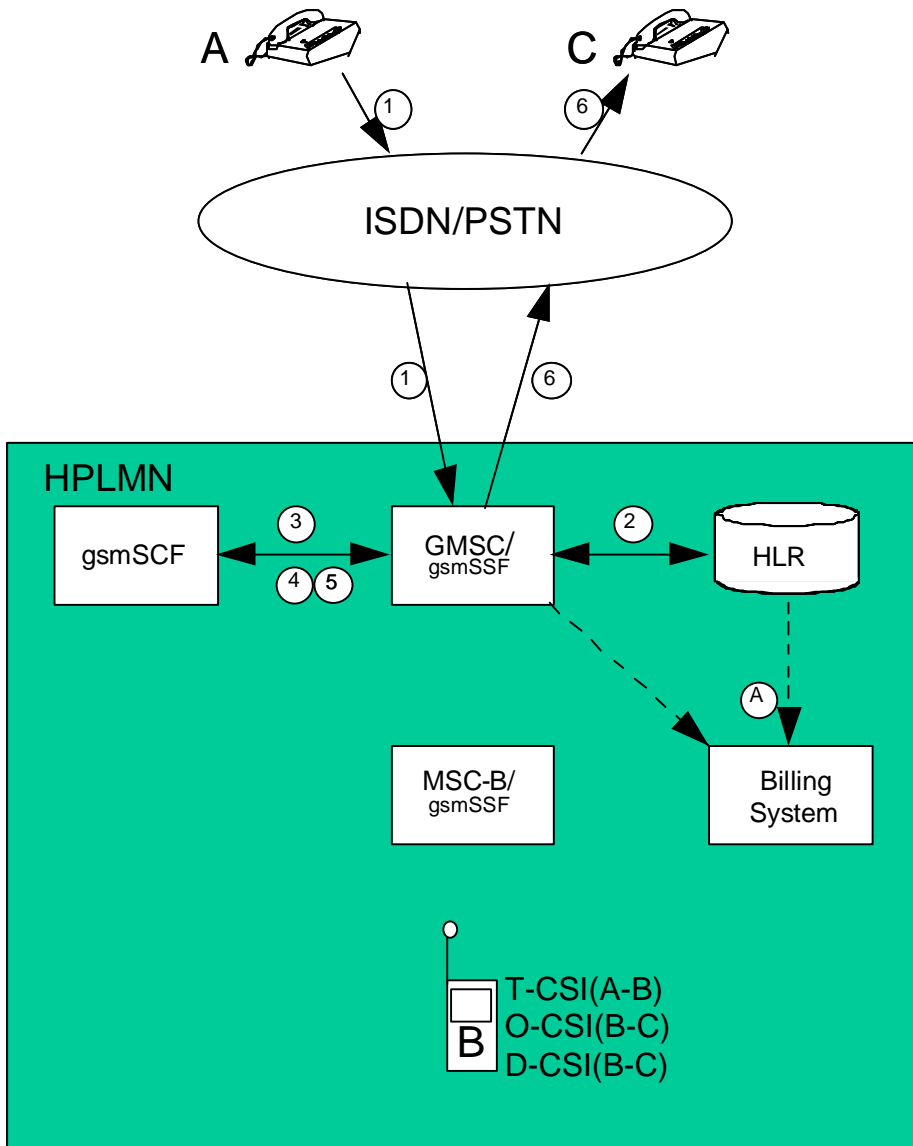 A
C
1
6
ISDN/PSTN
1
6
HPLMN
gsmSCF
3
4 5
GMSC/
gsmSSF
2
HLR
A
MSC-B/
gsmSSF
Billing
System
B
T-CSI(A-B)
O-CSI(B-C)
D-CSI(B-C)